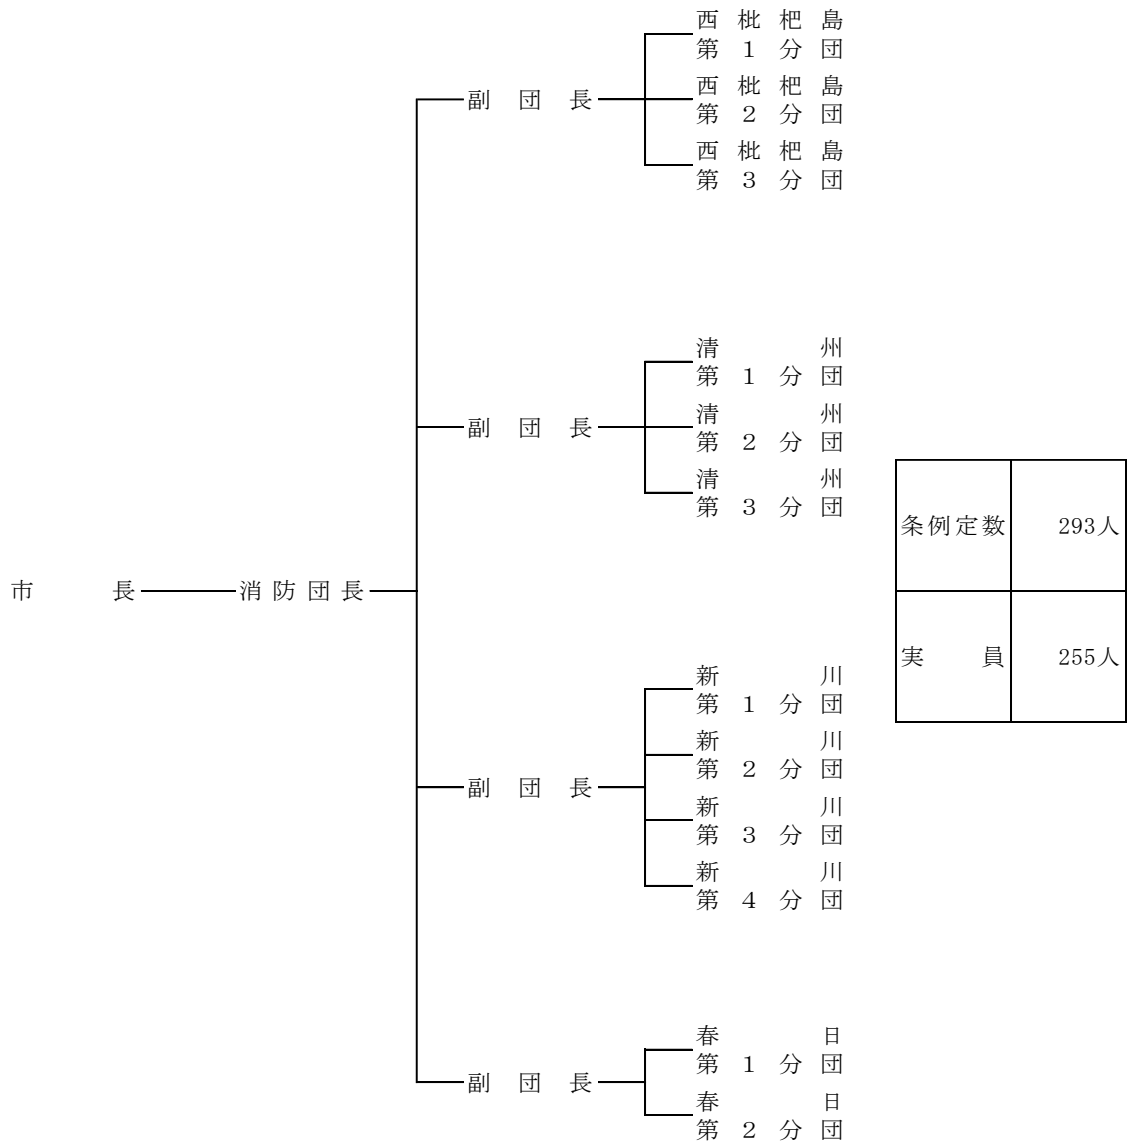 市長
消防団長
副団長
西枇杷島
第１分団
西枇杷島
第２分団
西枇杷島
第３分団
副団長
清州
第１分団
清州
第２分団
清州
第３分団
副団長
新川
第１分団
新川
第２分団
新川
第３分団
新川
第４分団
副団長
春日
第１分団
春日
第２分団
条例定数 293人
実員 255人